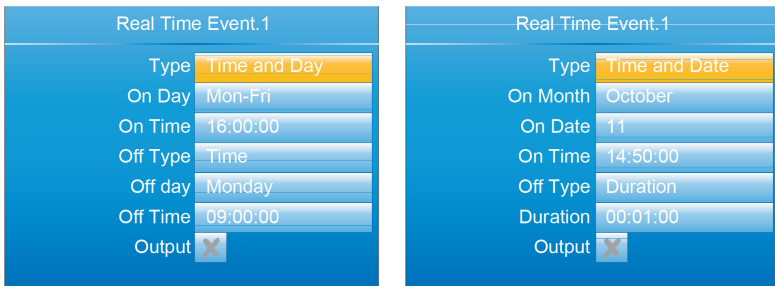 Real Time Event.1
Type Time and Day
On Day Mon-Fri
On Time 16:00:00
Off Type Time
Off day Monday
Off Time 09:00:00
Output
Real Time Event.1
Type Time and Date
On Month October
On Date 11
On Time 14:50:00
Off Type Duration
Duration 00:01:00
Output